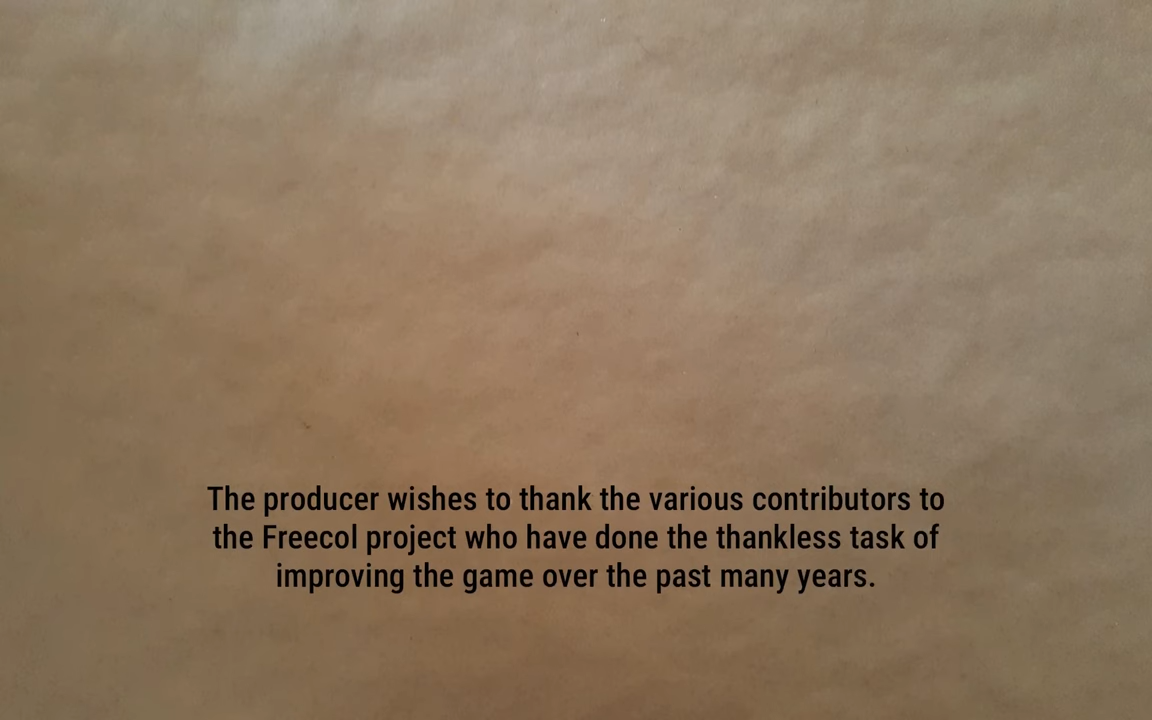 The producer wishes to thank the various contributors to
the Freecol project who have done the thankless task of
improving the game over the past many years.